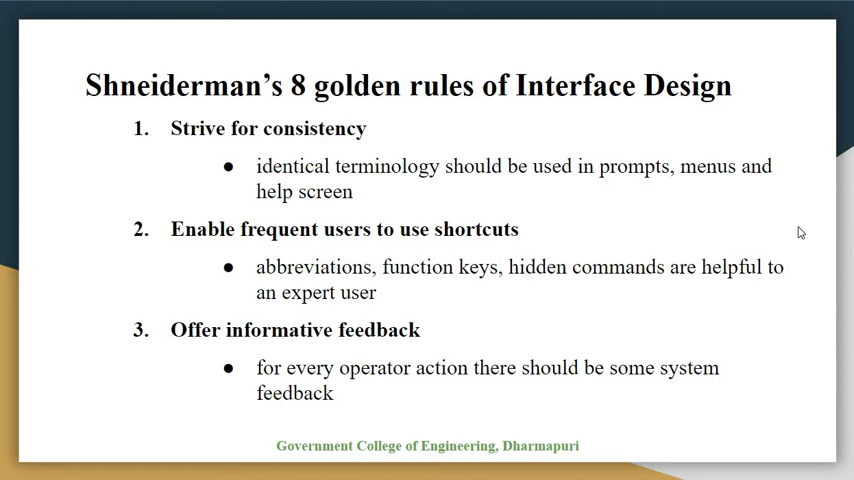 Shneiderman's 8 golden rules of Interface Design
1. Strive for consistency
● identical terminology should be used in prompts, menus and
help screen
2. Enable frequent users to use shortcuts
● abbreviations, function keys, hidden commands are helpful to
an expert user
3. Offer informative feedback
● for every operator action there should be some system
feedback
Government College of Engineering, Dharmapuri